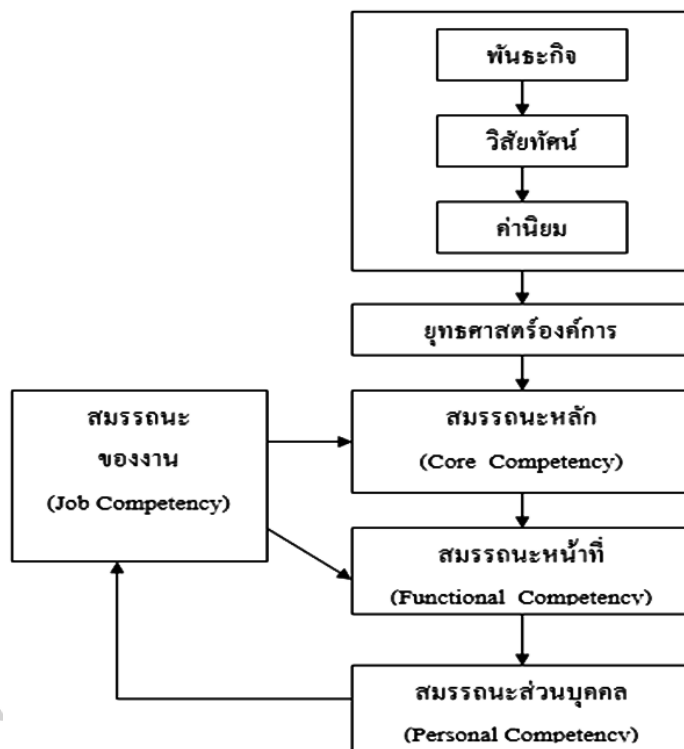 พันธะกิจ
วิสัยทัศน์
ค่านิยม
ยุทธศาสตร์องค์การ
สมรรถนะ
ของงาน
(Job Competency)
สมรรถนะหลัก
(Core Competency)
สมรรถนะหน้าที่
(Functional Competency)
สมรรถนะส่วนบุคคล
(Personal Competency)